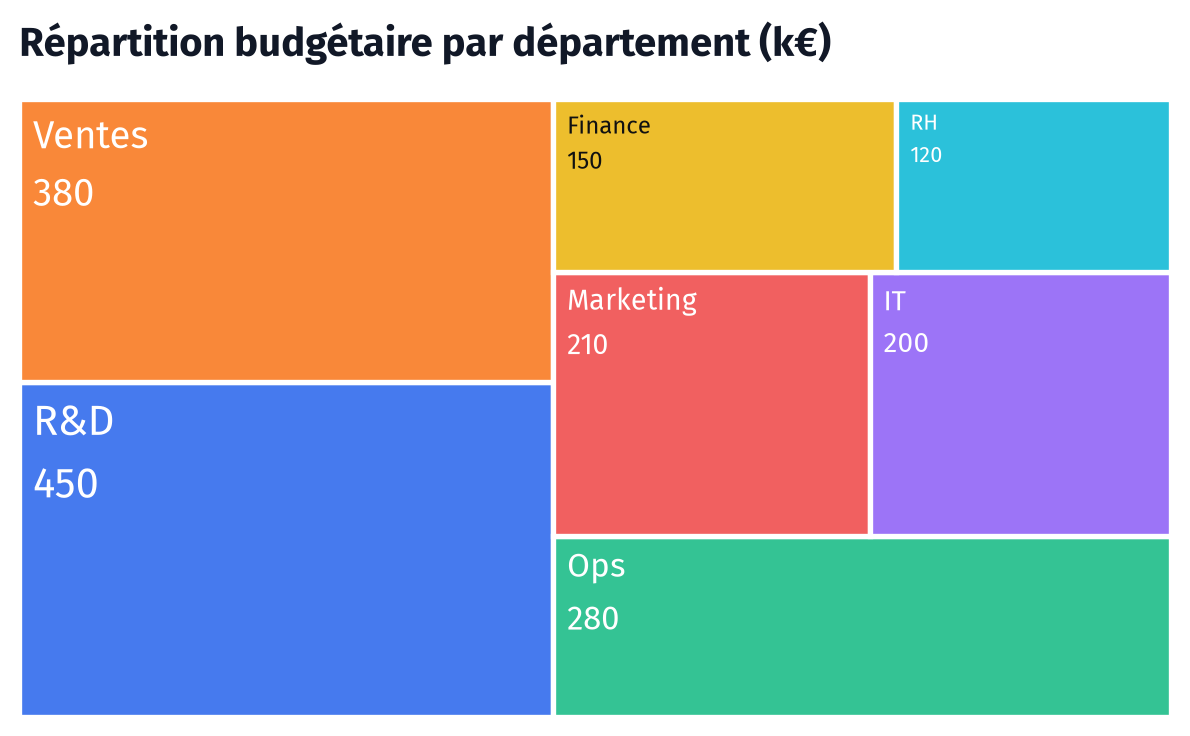 Répartition budgétaire par département (k€)
Ventes
380
Finance
150
RH
120
Marketing
210
IT
200
R&D
450
Ops
280